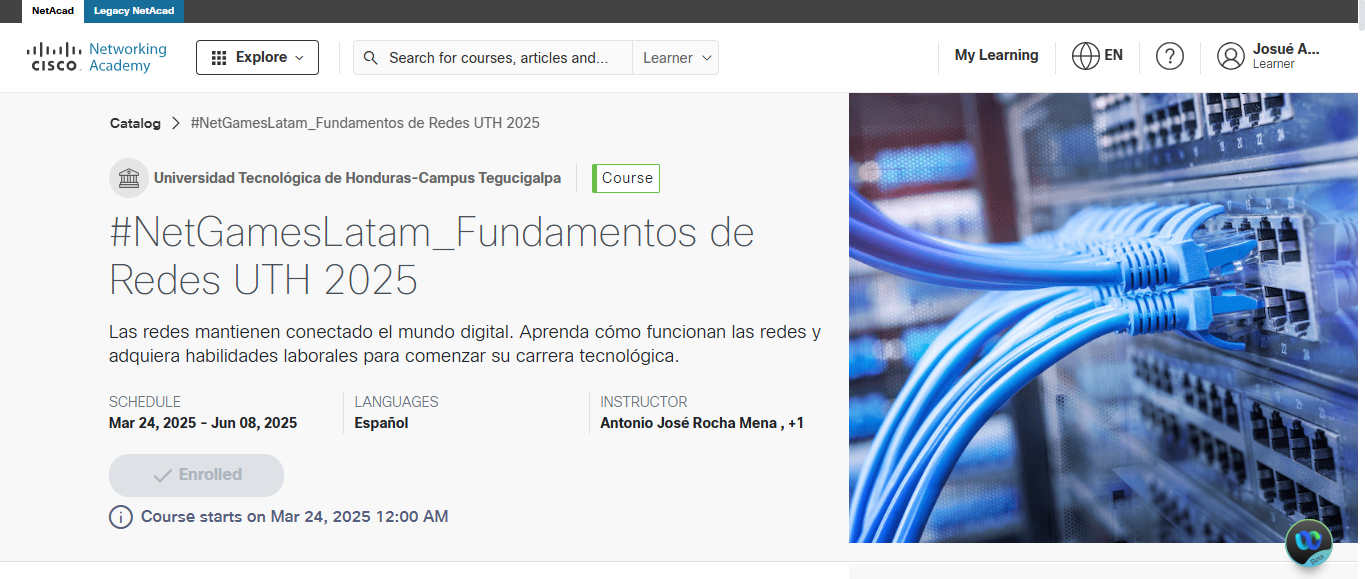 NetAcad
Legacy NetAcad
CISCO
Networking
Academy
Explore
Search for courses, articles and...
Learner
My Learning
EN
?
Josué A...
Learner
Catalog > #NetGamesLatam_Fundamentos de Redes UTH 2025
Universidad Tecnológica de Honduras-Campus Tegucigalpa
Course
#NetGamesLatam_Fundamentos de
Redes UTH 2025
Las redes mantienen conectado el mundo digital. Aprenda cómo funcionan las redes y
adquiera habilidades laborales para comenzar su carrera tecnológica.
SCHEDULE
Mar 24, 2025 - Jun 08, 2025
LANGUAGES
Español
INSTRUCTOR
Antonio José Rocha Mena , +1
Enrolled
Course starts on Mar 24, 2025 12:00 AM
Beta